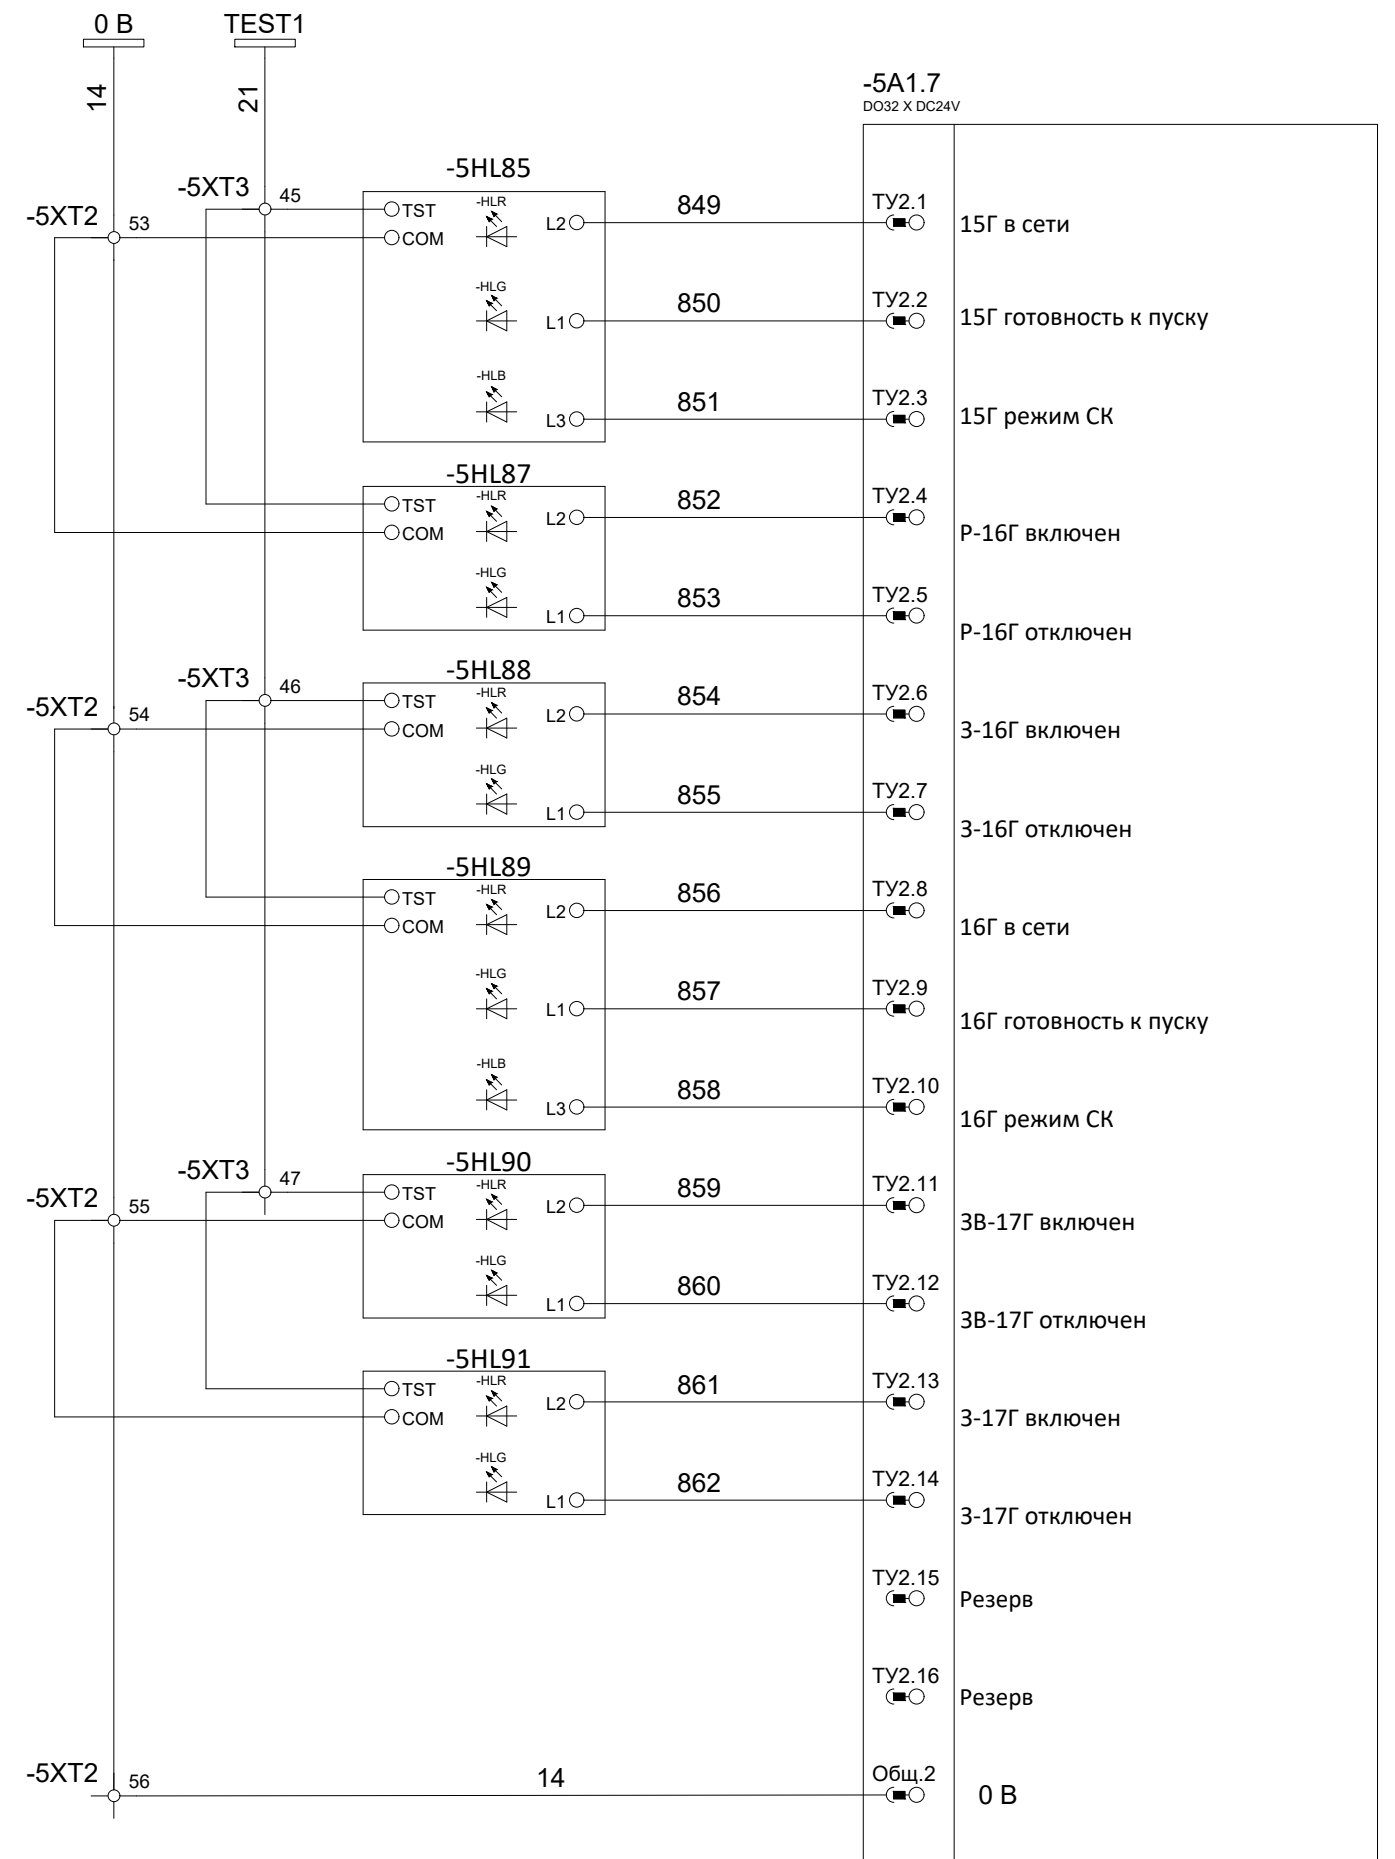 0 В
TEST1
14
21
-5A1.7
DO32 X DC24V
-5XT2
53
-5XT3
45
-5HL85
TST
COM
-HLR
L2
849
ТУ2.1
15Г в сети
-HLG
L1
850
ТУ2.2
15Г готовность к пуску
-HLB
L3
851
ТУ2.3
15Г режим СК
-5HL87
TST
COM
-HLR
L2
852
ТУ2.4
Р-16Г включен
-HLG
L1
853
ТУ2.5
Р-16Г отключен
-5XT2
54
-5XT3
46
-5HL88
TST
COM
-HLR
L2
854
ТУ2.6
З-16Г включен
-HLG
L1
855
ТУ2.7
З-16Г отключен
-5HL89
TST
COM
-HLR
L2
856
ТУ2.8
16Г в сети
-HLG
L1
857
ТУ2.9
16Г готовность к пуску
-HLB
L3
858
ТУ2.10
16Г режим СК
-5XT2
55
-5XT3
47
-5HL90
TST
COM
-HLR
L2
859
ТУ2.11
ЗВ-17Г включен
-HLG
L1
860
ТУ2.12
ЗВ-17Г отключен
-5HL91
TST
COM
-HLR
L2
861
ТУ2.13
З-17Г включен
-HLG
L1
862
ТУ2.14
З-17Г отключен
ТУ2.15
Резерв
ТУ2.16
Резерв
-5XT2
56
14
Общ.2
0 В